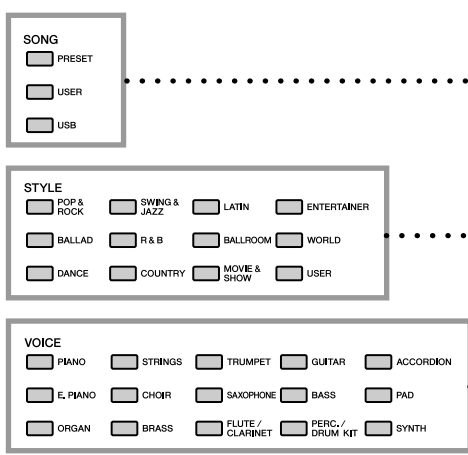 SONG
PRESET
USER
USB
STYLE
POP & ROCK SWING & JAZZ LATIN ENTERTAINER
BALLAD R & B BALLROOM WORLD
DANCE COUNTRY MOVIE & SHOW USER
VOICE
PIANO STRINGS TRUMPET GUITAR ACCORDION
E. PIANO CHOIR SAXOPHONE BASS PAD
ORGAN BRASS FLUTE / CLARINET PERC. / DRUM KIT SYNTH